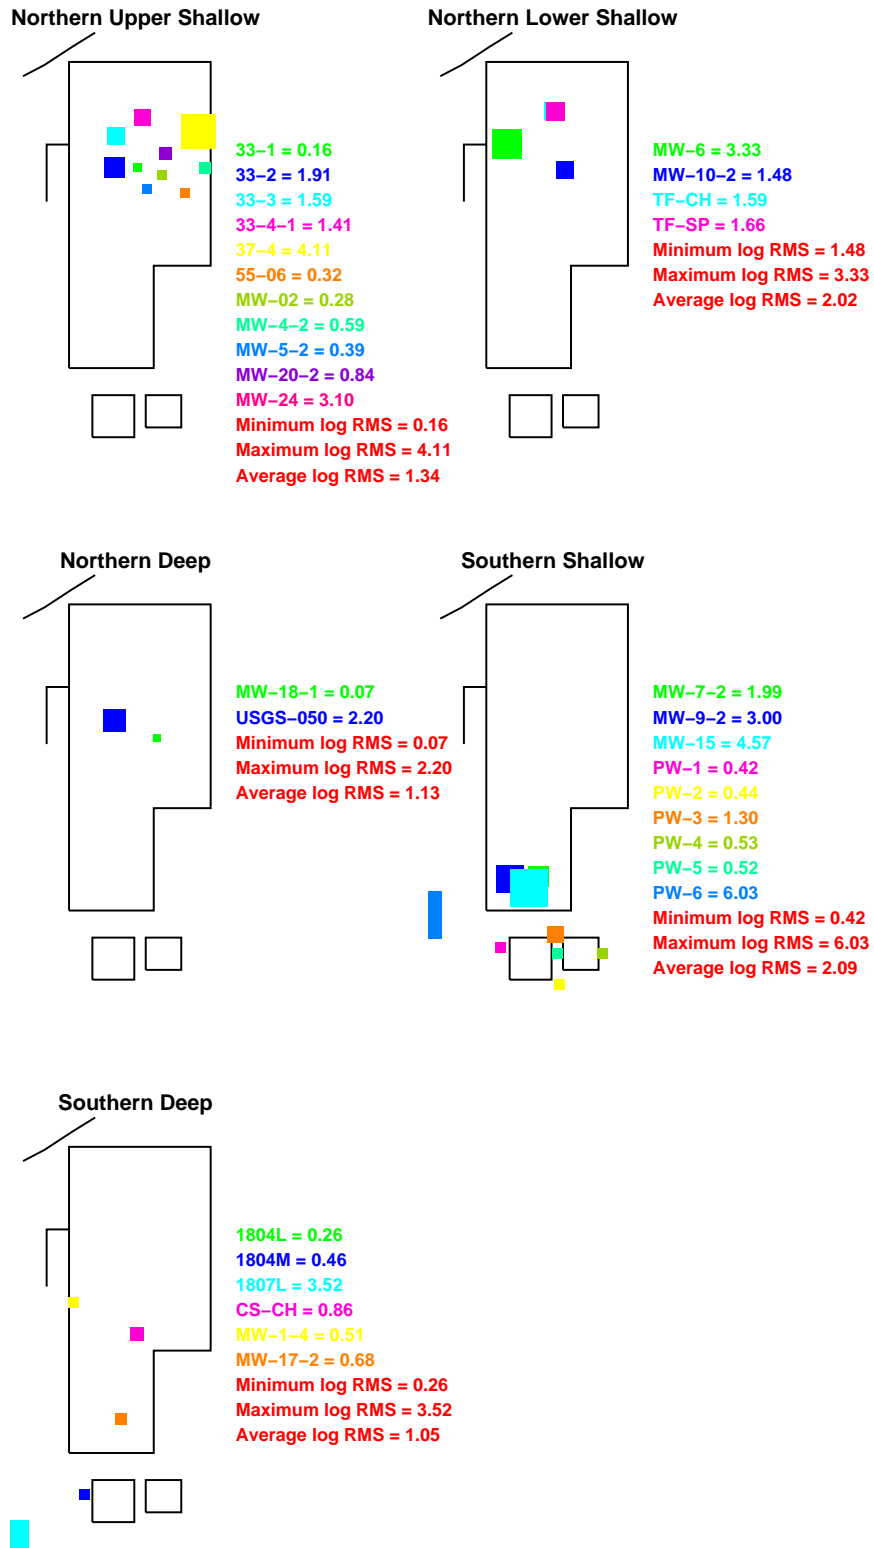 Northern Upper Shallow
33−1 = 0.16
33−2 = 1.91
33−3 = 1.59
33−4−1 = 1.41
37−4 = 4.11
55−06 = 0.32
MW−02 = 0.28
MW−4−2 = 0.59
MW−5−2 = 0.39
MW−20−2 = 0.84
MW−24 = 3.10
Minimum log RMS = 0.16
Maximum log RMS = 4.11
Average log RMS = 1.34
Northern Lower Shallow
MW−6 = 3.33
MW−10−2 = 1.48
TF−CH = 1.59
TF−SP = 1.66
Minimum log RMS = 1.48
Maximum log RMS = 3.33
Average log RMS = 2.02
Northern Deep
MW−18−1 = 0.07
USGS−050 = 2.20
Minimum log RMS = 0.07
Maximum log RMS = 2.20
Average log RMS = 1.13
Southern Shallow
MW−7−2 = 1.99
MW−9−2 = 3.00
MW−15 = 4.57
PW−1 = 0.42
PW−2 = 0.44
PW−3 = 1.30
PW−4 = 0.53
PW−5 = 0.52
PW−6 = 6.03
Minimum log RMS = 0.42
Maximum log RMS = 6.03
Average log RMS = 2.09
Southern Deep
1804L = 0.26
1804M = 0.46
1807L = 3.52
CS−CH = 0.86
MW−1−4 = 0.51
MW−17−2 = 0.68
Minimum log RMS = 0.26
Maximum log RMS = 3.52
Average log RMS = 1.05